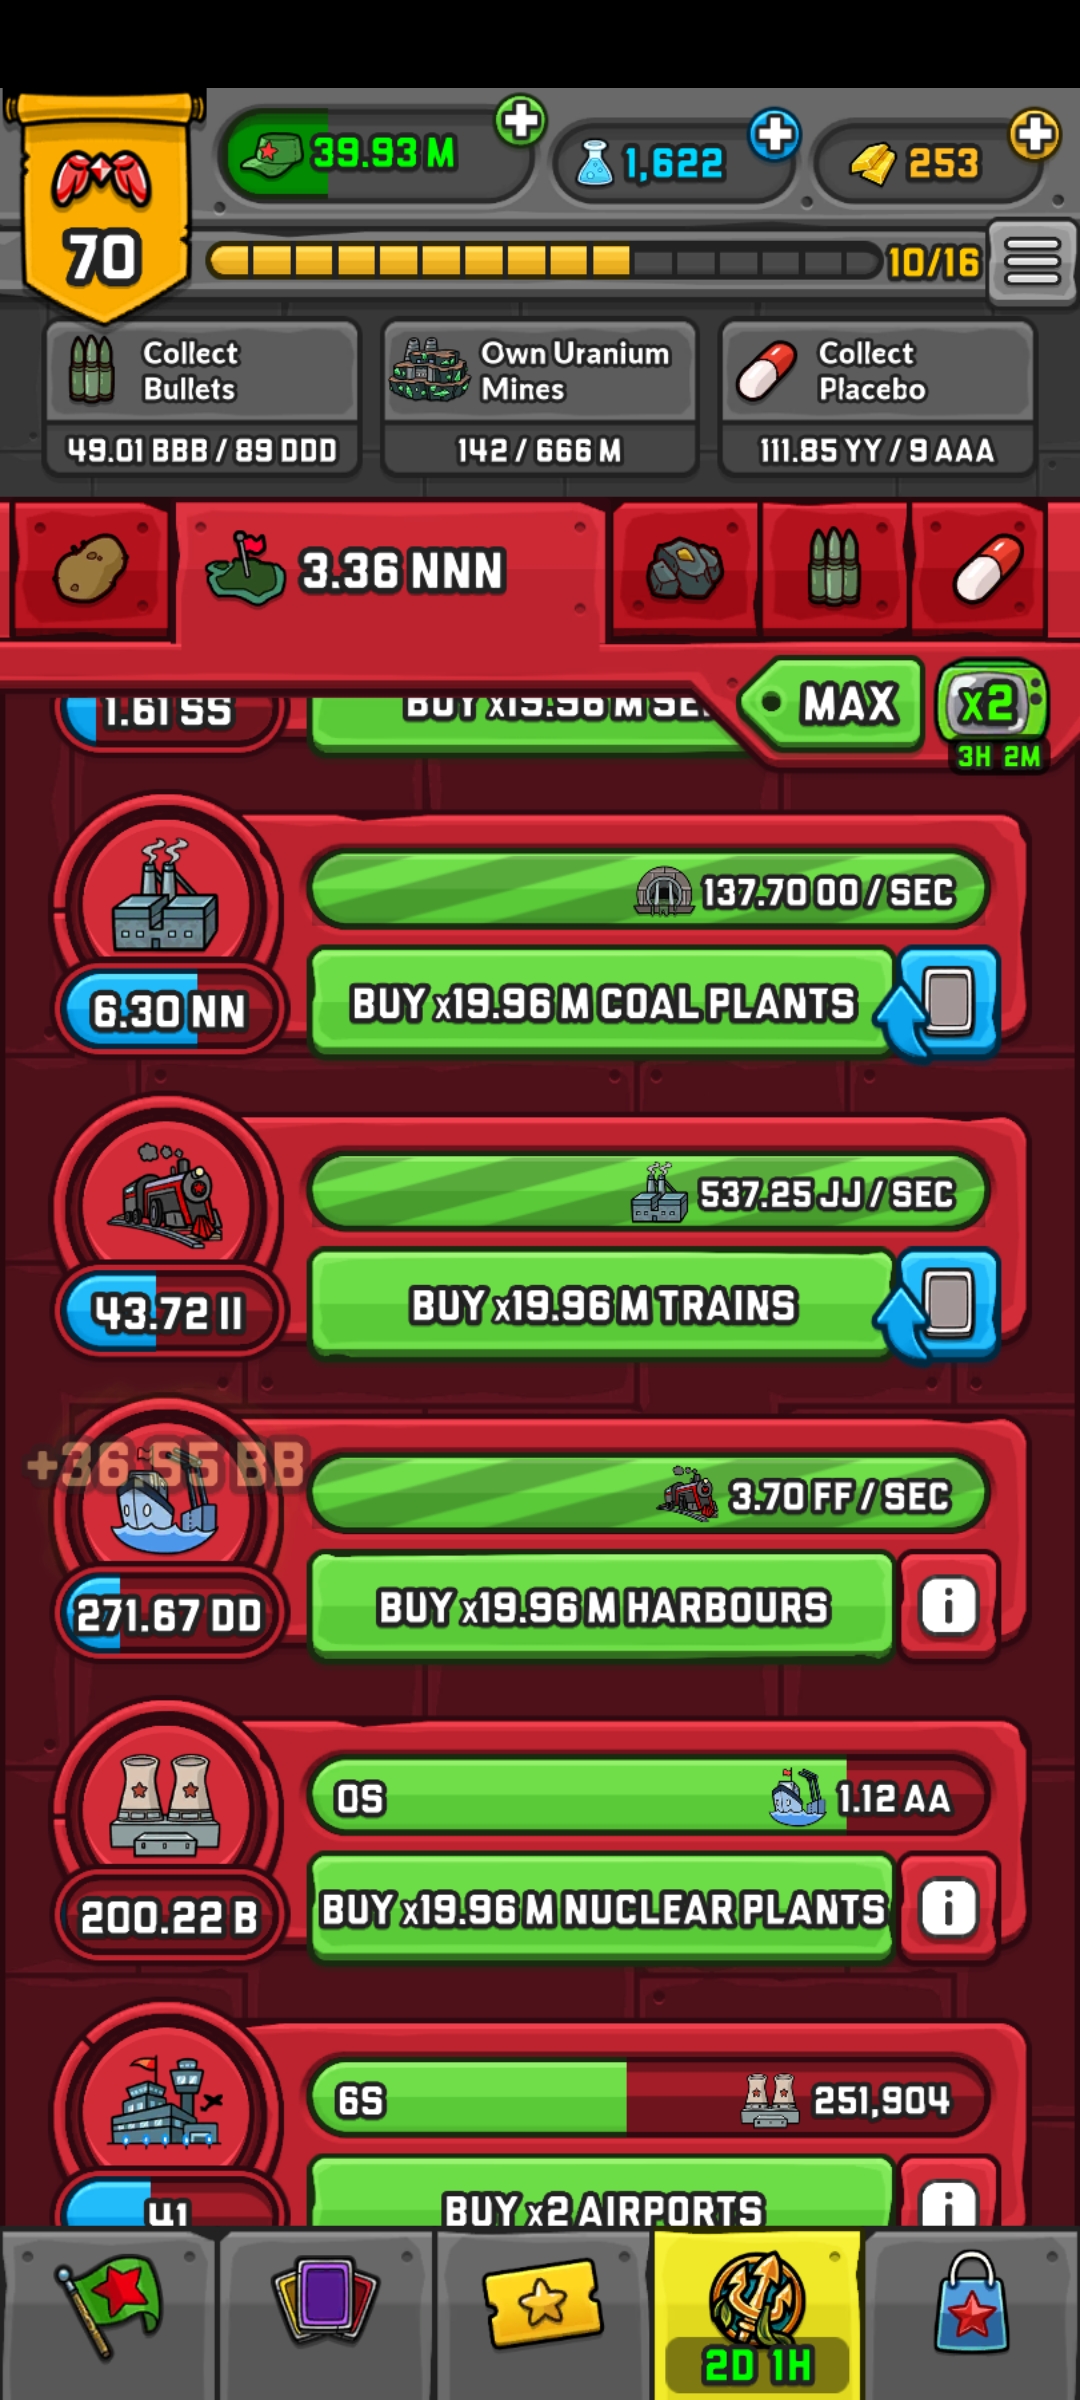 39.93 M
1,622
253
70
10/16
Collect
Bullets
49.01 BBB / 89 DDD
Own Uranium
Mines
142 / 666 M
Collect
Placebo
111.85 YY / 9 AAA
3.36 NNN
MAX
x2
3H 2M
1.61 SS
BUY x19.96 M SE
137.70 OO / SEC
6.30 NN
BUY x19.96 M COAL PLANTS
537.25 JJ / SEC
43.72 II
BUY x19.96 M TRAINS
+36.55 BB
3.70 FF / SEC
271.67 DD
BUY x19.96 M HARBOURS
0S
1.12 AA
200.22 B
BUY x19.96 M NUCLEAR PLANTS
6S
251,904
41
BUY x2 AIRPORTS
2D 1H